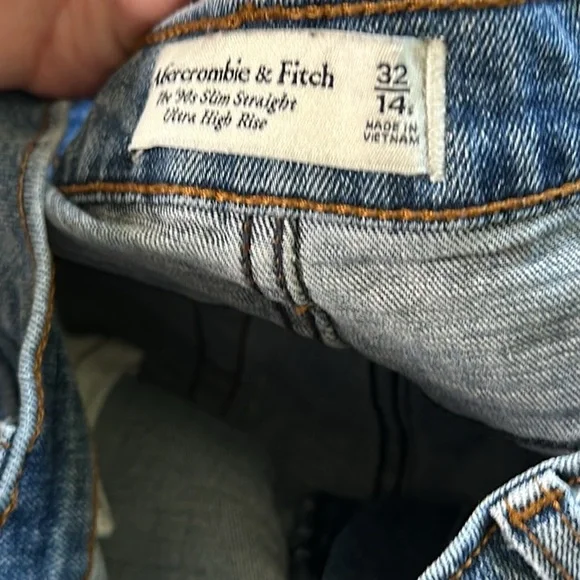 Abercrombie & Fitch
The '90s Slim Straight
Ultra High Rise
32
14s
MADE IN
VIETNAM